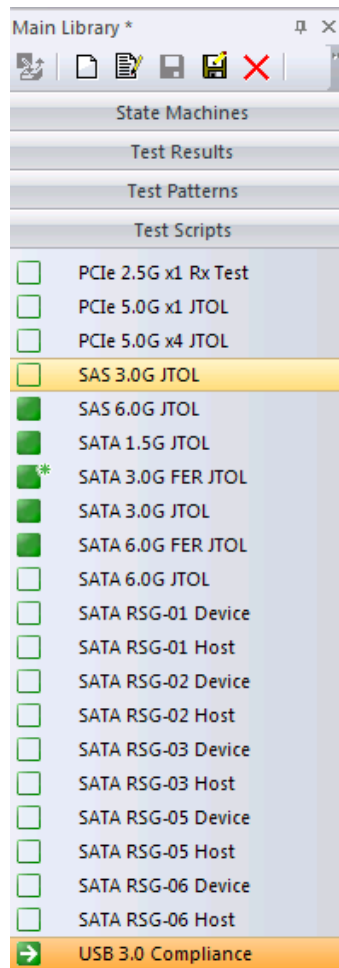 Main Library *
State Machines
Test Results
Test Patterns
Test Scripts
PCIe 2.5G x1 Rx Test
PCIe 5.0G x1 JTOL
PCIe 5.0G x4 JTOL
SAS 3.0G JTOL
SAS 6.0G JTOL
SATA 1.5G JTOL
SATA 3.0G FER JTOL
SATA 3.0G JTOL
SATA 6.0G FER JTOL
SATA 6.0G JTOL
SATA RSG-01 Device
SATA RSG-01 Host
SATA RSG-02 Device
SATA RSG-02 Host
SATA RSG-03 Device
SATA RSG-03 Host
SATA RSG-05 Device
SATA RSG-05 Host
SATA RSG-06 Device
SATA RSG-06 Host
USB 3.0 Compliance